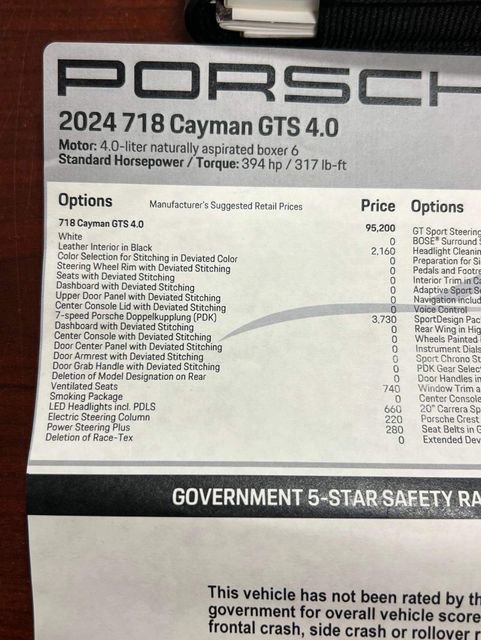 PORSCH
2024 718 Cayman GTS 4.0
Motor: 4.0-liter naturally aspirated boxer 6
Standard Horsepower / Torque: 394 hp / 317 lb-ft
Options Manufacturer's Suggested Retail Prices Price Options
718 Cayman GTS 4.0 95,200 GT Sport Steering
White 0 BOSE® Surround
Leather Interior in Black 2,160 Headlight Cleanin
Color Selection for Stitching in Deviated Color 0 Preparation for Si
Steering Wheel Rim with Deviated Stitching 0 Pedals and Footre
Seats with Deviated Stitching 0 Interior Trim in Ca
Dashboard with Deviated Stitching 0 Adaptive Sport Se
Upper Door Panel with Deviated Stitching 0 Navigation includ
Center Console Lid with Deviated Stitching 0 Voice Control
7-speed Porsche Doppelkupplung (PDK) 3,730 SportDesign Pac
Dashboard with Deviated Stitching 0 Rear Wing in Hig
Center Console with Deviated Stitching 0 Wheels Painted
Door Center Panel with Deviated Stitching 0 Instrument Dials
Door Armrest with Deviated Stitching 0 Sport Chrono St
Door Grab Handle with Deviated Stitching 0 PDK Gear Selec
Deletion of Model Designation on Rear 0 Door Handles in
Ventilated Seats 740 Window Trim a
Smoking Package 0 Center Console
LED Headlights incl. PDLS 660 20" Carrera Sp
Electric Steering Column 220 Porsche Crest
Power Steering Plus 280 Seat Belts in G
Deletion of Race-Tex 0 Extended Dev
GOVERNMENT 5-STAR SAFETY RA
This vehicle has not been rated by th
government for overall vehicle score
frontal crash, side crash or rollover r